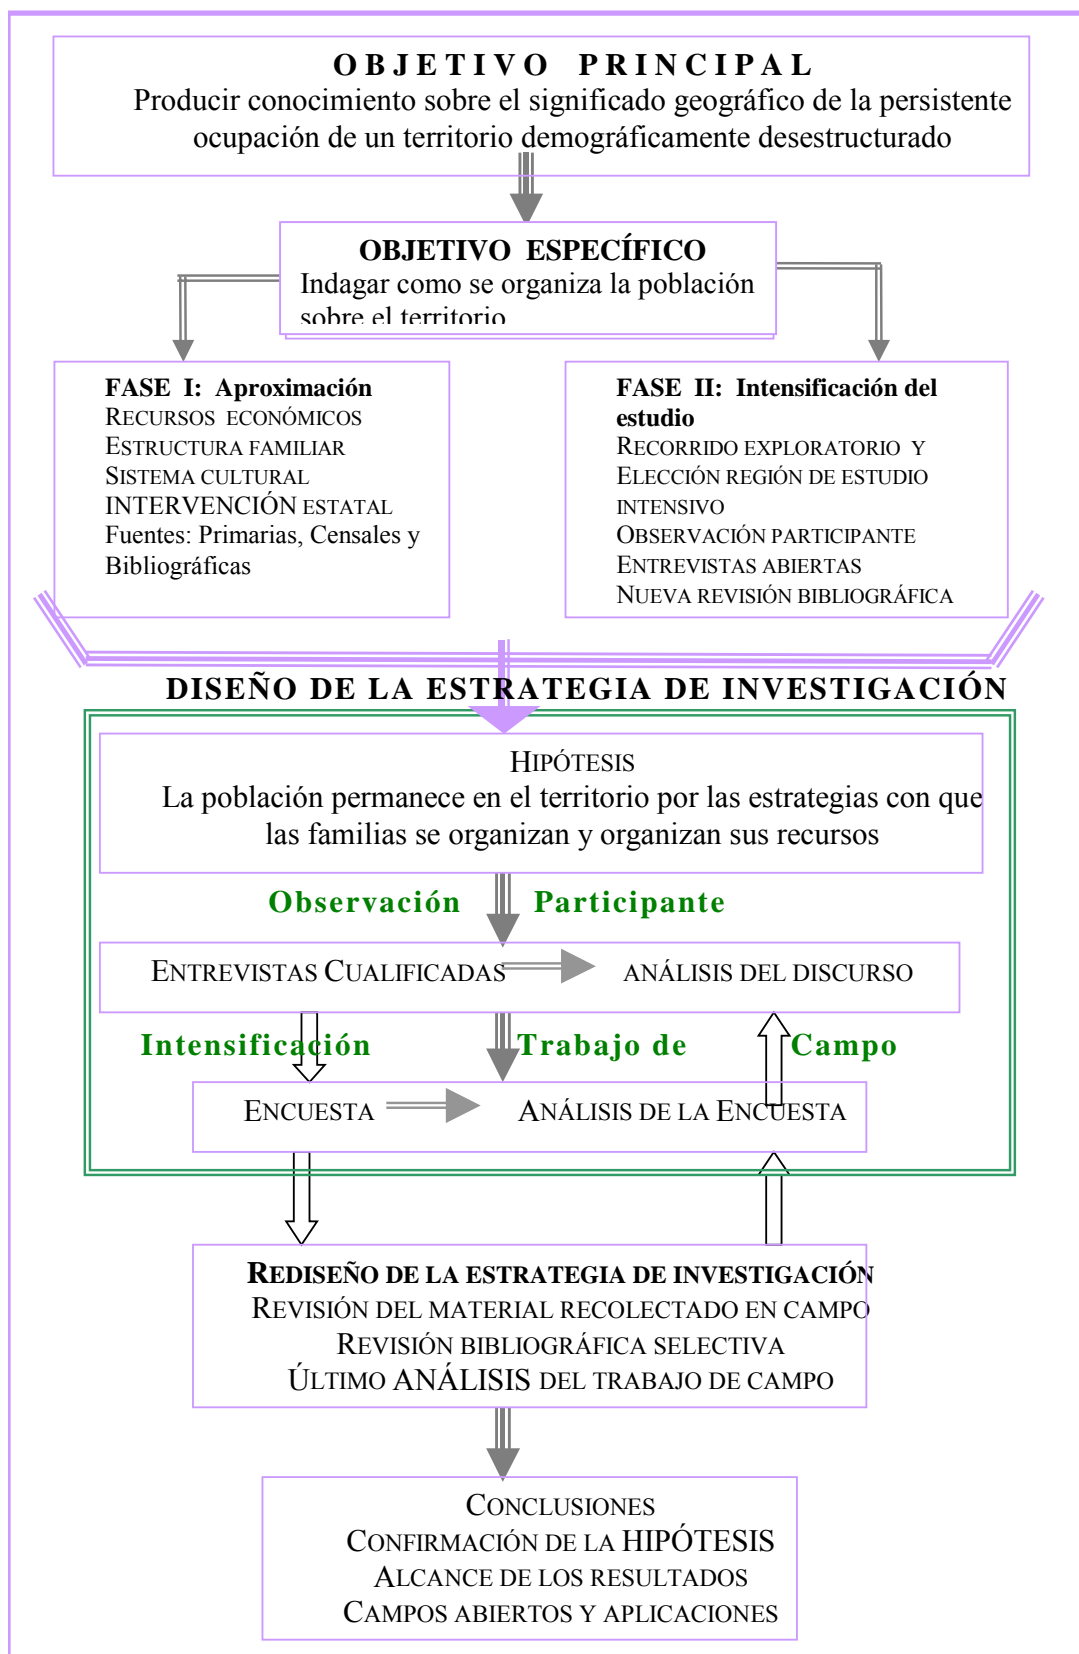 OBJETIVO PRINCIPAL
Producir conocimiento sobre el significado geográfico de la persistente
ocupación de un territorio demográficamente desestructurado
OBJETIVO ESPECÍFICO
Indagar como se organiza la población
sobre el territorio
FASE I: Aproximación
RECURSOS ECONÓMICOS
ESTRUCTURA FAMILIAR
SISTEMA CULTURAL
INTERVENCIÓN ESTATAL
Fuentes: Primarias, Censales y
Bibliográficas
FASE II: Intensificación del
estudio
RECORRIDO EXPLORATORIO Y
ELECCIÓN REGIÓN DE ESTUDIO
INTENSIVO
OBSERVACIÓN PARTICIPANTE
ENTREVISTAS ABIERTAS
NUEVA REVISIÓN BIBLIOGRÁFICA
DISEÑO DE LA ESTRATEGIA DE INVESTIGACIÓN
HIPÓTESIS
La población permanece en el territorio por las estrategias con que
las familias se organizan y organizan sus recursos
Observación Participante
ENTREVISTAS CUALIFICADAS ANÁLISIS DEL DISCURSO
Intensificación Trabajo de Campo
ENCUESTA ANÁLISIS DE LA ENCUESTA
REDISEÑO DE LA ESTRATEGIA DE INVESTIGACIÓN
REVISIÓN DEL MATERIAL RECOLECTADO EN CAMPO
REVISIÓN BIBLIOGRÁFICA SELECTIVA
ÚLTIMO ANÁLISIS DEL TRABAJO DE CAMPO
CONCLUSIONES
CONFIRMACIÓN DE LA HIPÓTESIS
ALCANCE DE LOS RESULTADOS
CAMPOS ABIERTOS Y APLICACIONES